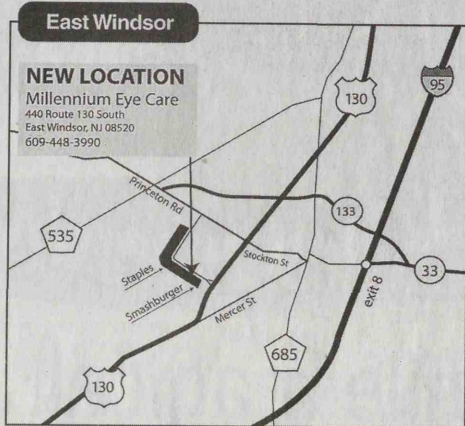 East Windsor
NEW LOCATION
Millennium Eye Care
440 Route 130 South
East Windsor, NJ 08520
609-448-3990
130
95
Princeton Rd
133
535
Stockton St
33
Staples
Smashburger
exit 8
Mercer St
685
130